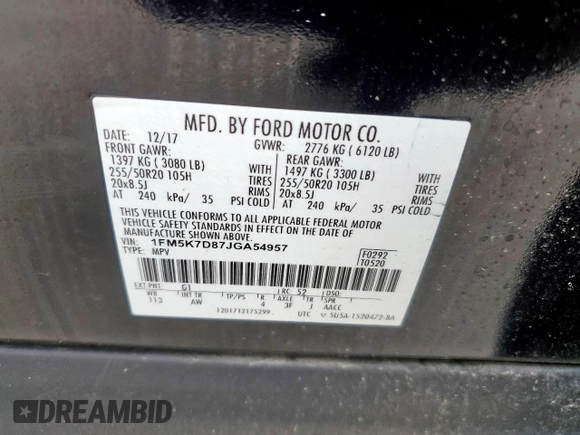 MFD. BY FORD MOTOR CO.
DATE: 12/17 GVWR: 2776 KG ( 6120 LB)
FRONT GAWR: REAR GAWR:
1397 KG ( 3080 LB) 1497 KG ( 3300 LB)
255/50R20 105H WITH TIRES 255/50R20 105H WITH TIRES
20x8.5J RIMS 20x8.5J RIMS
AT 240 kPa/ 35 PSI COLD AT 240 kPa/ 35 PSI COLD
THIS VEHICLE CONFORMS TO ALL APPLICABLE FEDERAL MOTOR
VEHICLE SAFETY STANDARDS IN EFFECT ON THE DATE OF
MANUFACTURE SHOWN ABOVE.
VIN: 1FM5K7D87JGA54957 F0292
TYPE: MPV T0520
EXT PNT: G1 RC: 52 DSO:
WB INT TR TP/PS R AXLE TR SPR
113 AW 4 3F J AACC
1201712175299 UTC 5U5A-1520472-BA
DREAMBID